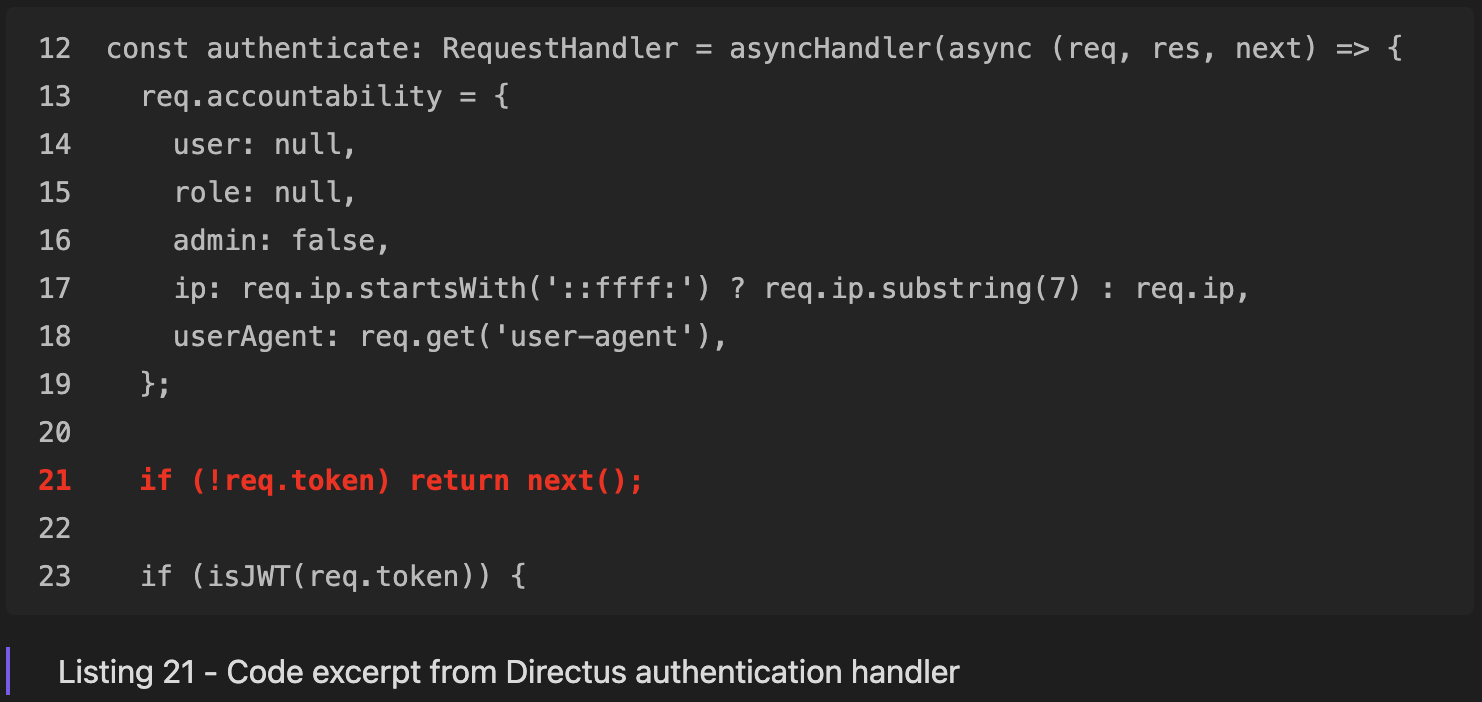 12 const authenticate: RequestHandler = asyncHandler(async (req, res, next) => {
13   req.accountability = {
14     user: null,
15     role: null,
16     admin: false,
17     ip: req.ip.startsWith('::ffff:') ? req.ip.substring(7) : req.ip,
18     userAgent: req.get('user-agent'),
19   };
20
21   if (!req.token) return next();
22
23   if (isJWT(req.token)) {
Listing 21 - Code excerpt from Directus authentication handler